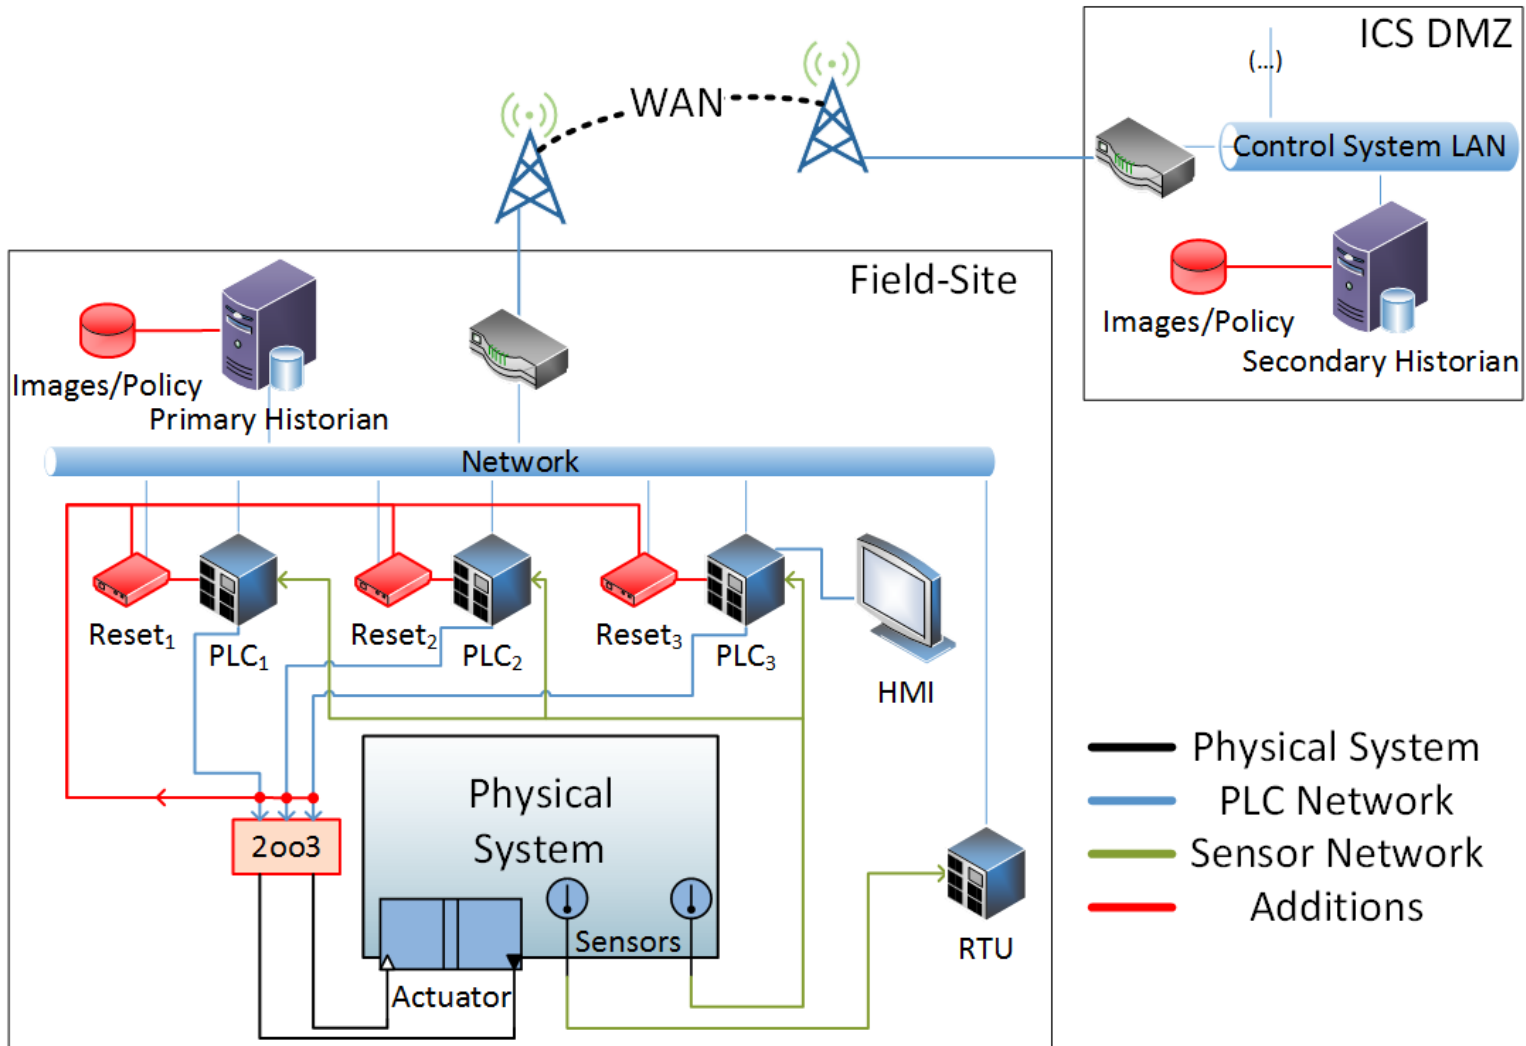 ICS DMZ
(...)
WAN
Control System LAN
Images/Policy
Secondary Historian
Field-Site
Images/Policy
Primary Historian
Network
Reset1
PLC1
Reset2
PLC2
Reset3
PLC3
HMI
Physical
System
2oo3
Sensors
Actuator
RTU
Physical System
PLC Network
Sensor Network
Additions